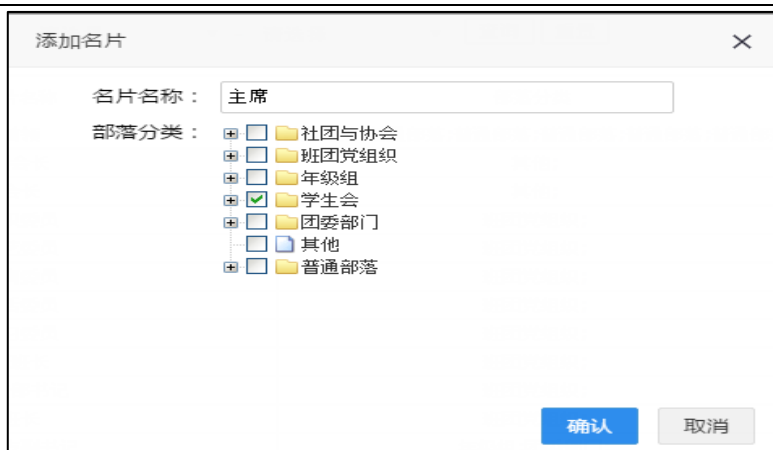 添加名片
名片名称： 主席
部落分类： 社团与协会
班团党组织
年级组
学生会
团委部门
其他
普通部落
确认 取消